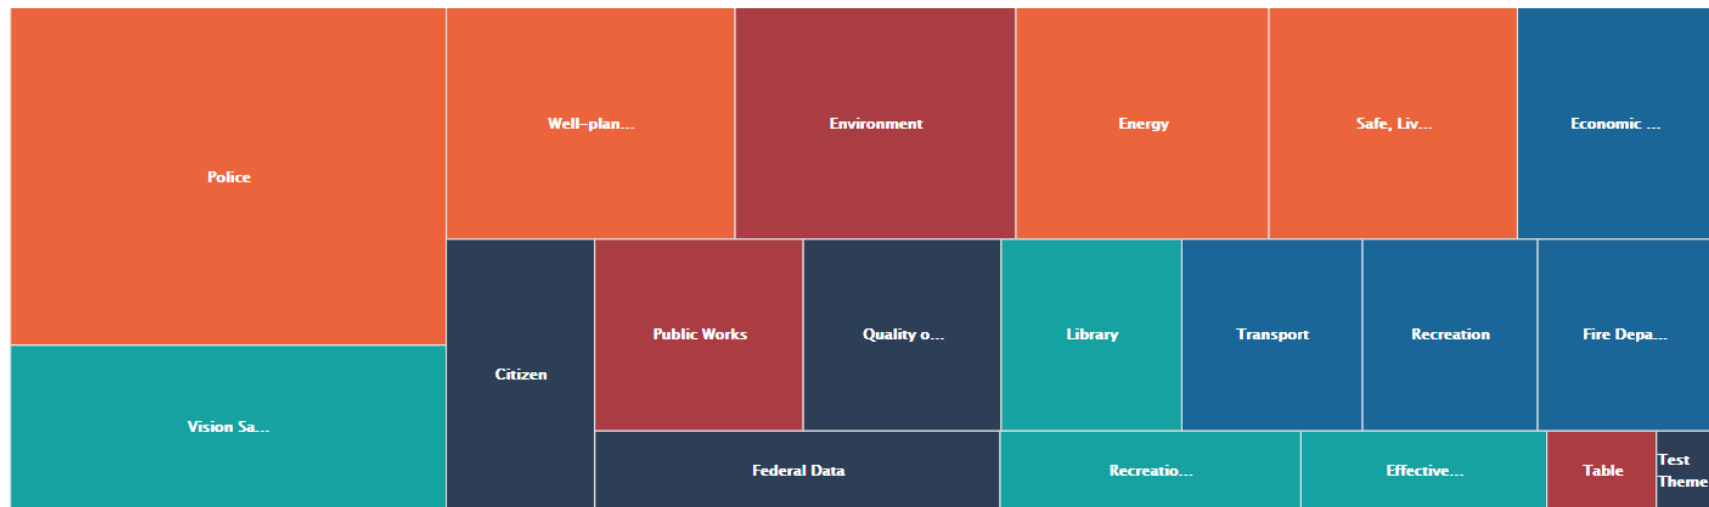 Police
Well-plan...
Environment
Energy
Safe, Liv...
Economic ...
Vision Sa...
Citizen
Public Works
Quality o...
Library
Transport
Recreation
Fire Depa...
Federal Data
Recreatio...
Effective...
Table
Test
Theme